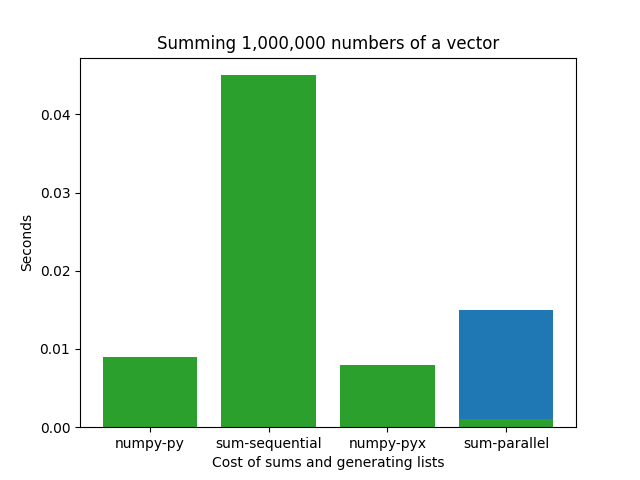 Summing 1,000,000 numbers of a vector
0.04
0.03
0.02
0.01
0.00
Seconds
numpy-py sum-sequential numpy-pyx sum-parallel
Cost of sums and generating lists